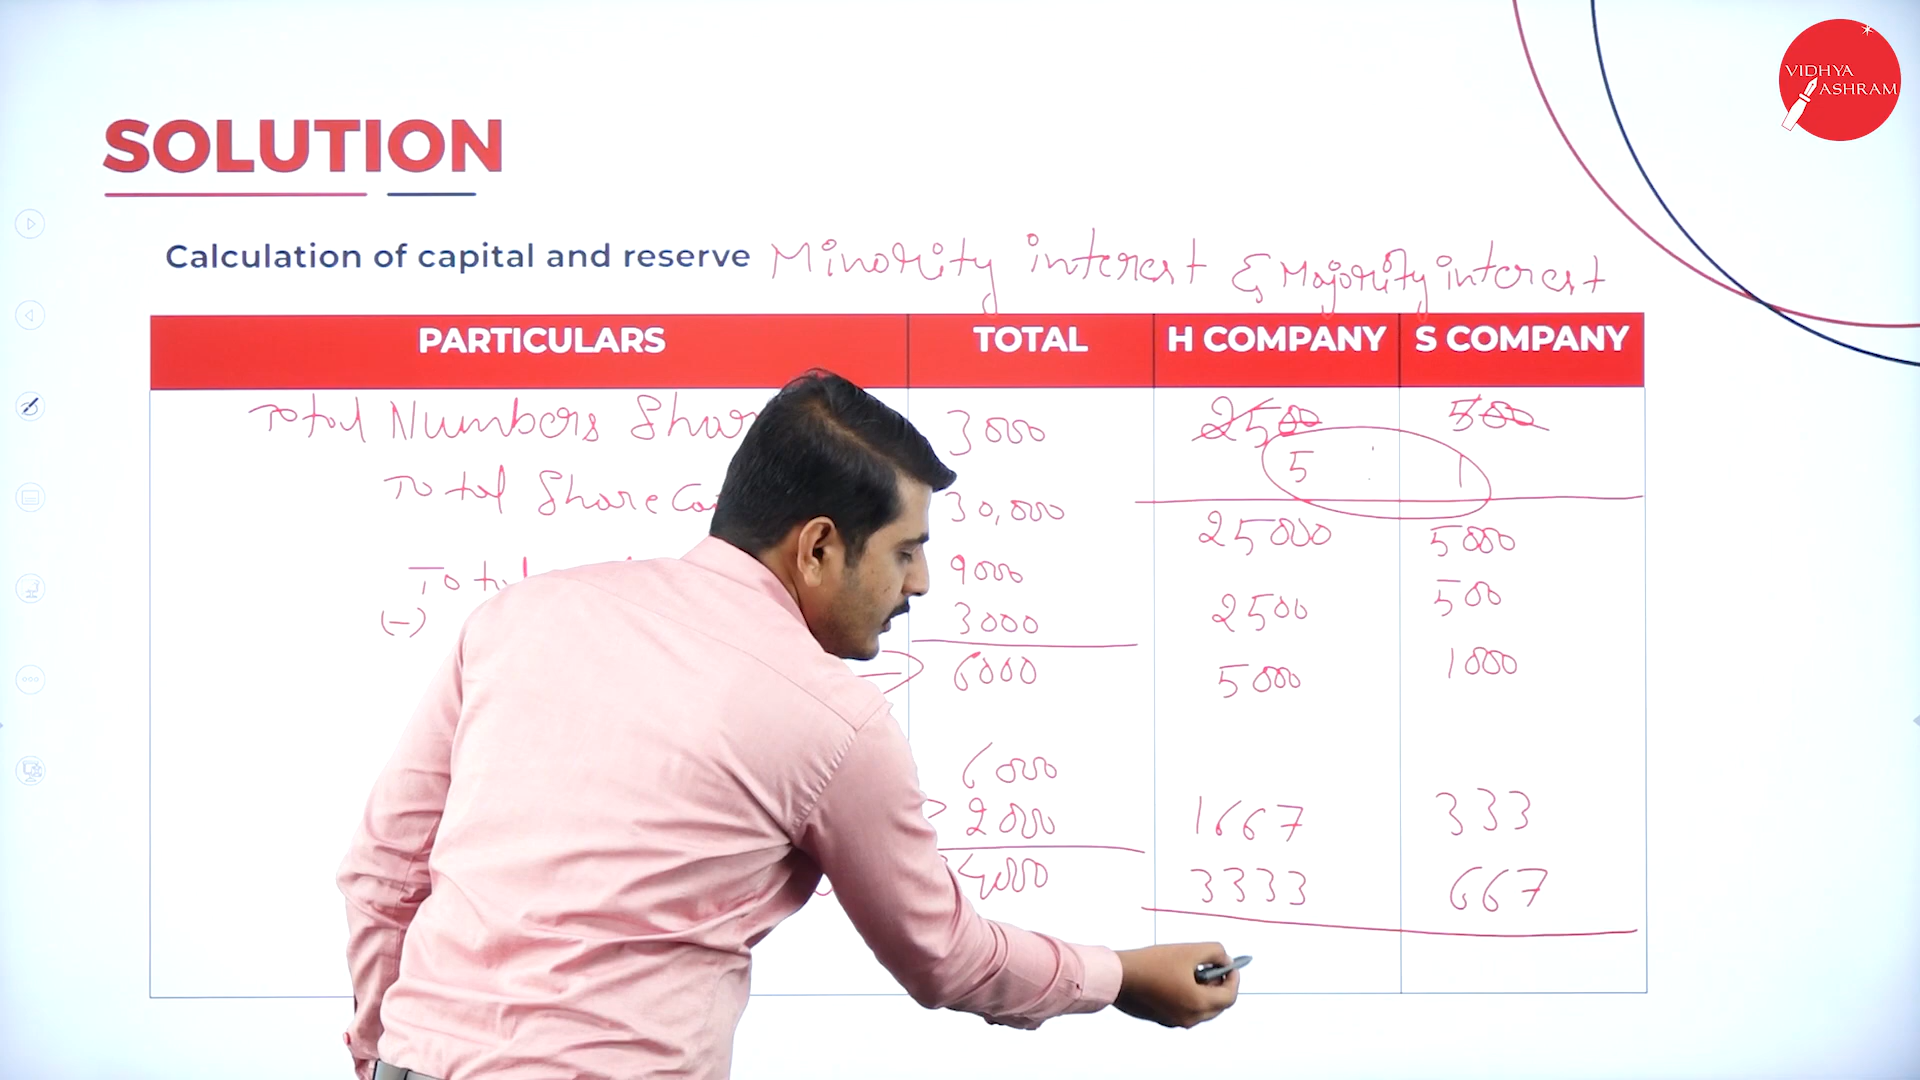 VIDHYA
ASHRAM
SOLUTION
Calculation of capital and reserve Minority interest & Majority interest
PARTICULARS TOTAL H COMPANY S COMPANY
Total Numbers 3000 2500 500
5 : 1
Total Share 30,000 25000 5000
9000
(-) 3000 2500 500
6000 5000 1000
6000
2000 1667 333
4000 3333 667